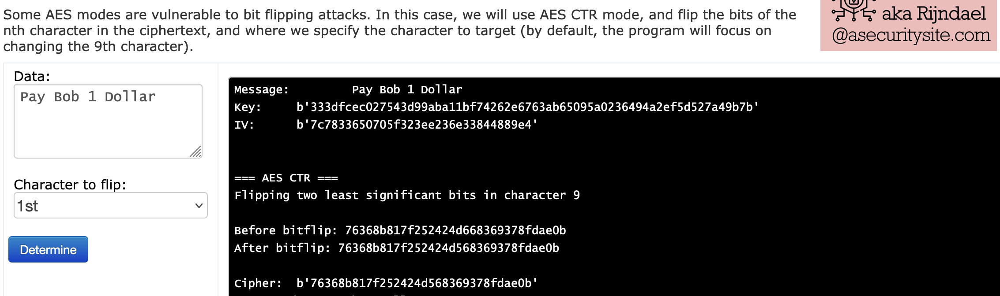 Some AES modes are vulnerable to bit flipping attacks. In this case, we will use AES CTR mode, and flip the bits of the
nth character in the ciphertext, and where we specify the character to target (by default, the program will focus on
changing the 9th character).
aka Rijndael
@asecuritysite.com
Data:
Pay Bob 1 Dollar
Character to flip:
1st
Determine
Message: Pay Bob 1 Dollar
Key: b'333dfcec027543d99aba11bf74262e6763ab65095a0236494a2ef5d527a49b7b'
IV: b'7c7833650705f323ee236e33844889e4'
=== AES CTR ===
Flipping two least significant bits in character 9
Before bitflip: 76368b817f252424d668369378fdae0b
After bitflip: 76368b817f252424d568369378fdae0b
Cipher: b'76368b817f252424d568369378fdae0b'